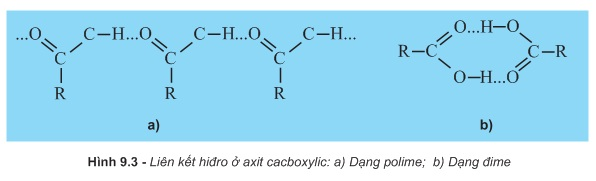 ...O C–H...O C–H...O C–H...
C C C
R R R
a)
O...H–O
R–C C–R
O–H...O
b)
Hình 9.3 - Liên kết hiđro ở axit cacboxylic: a) Dạng polime; b) Dạng đime